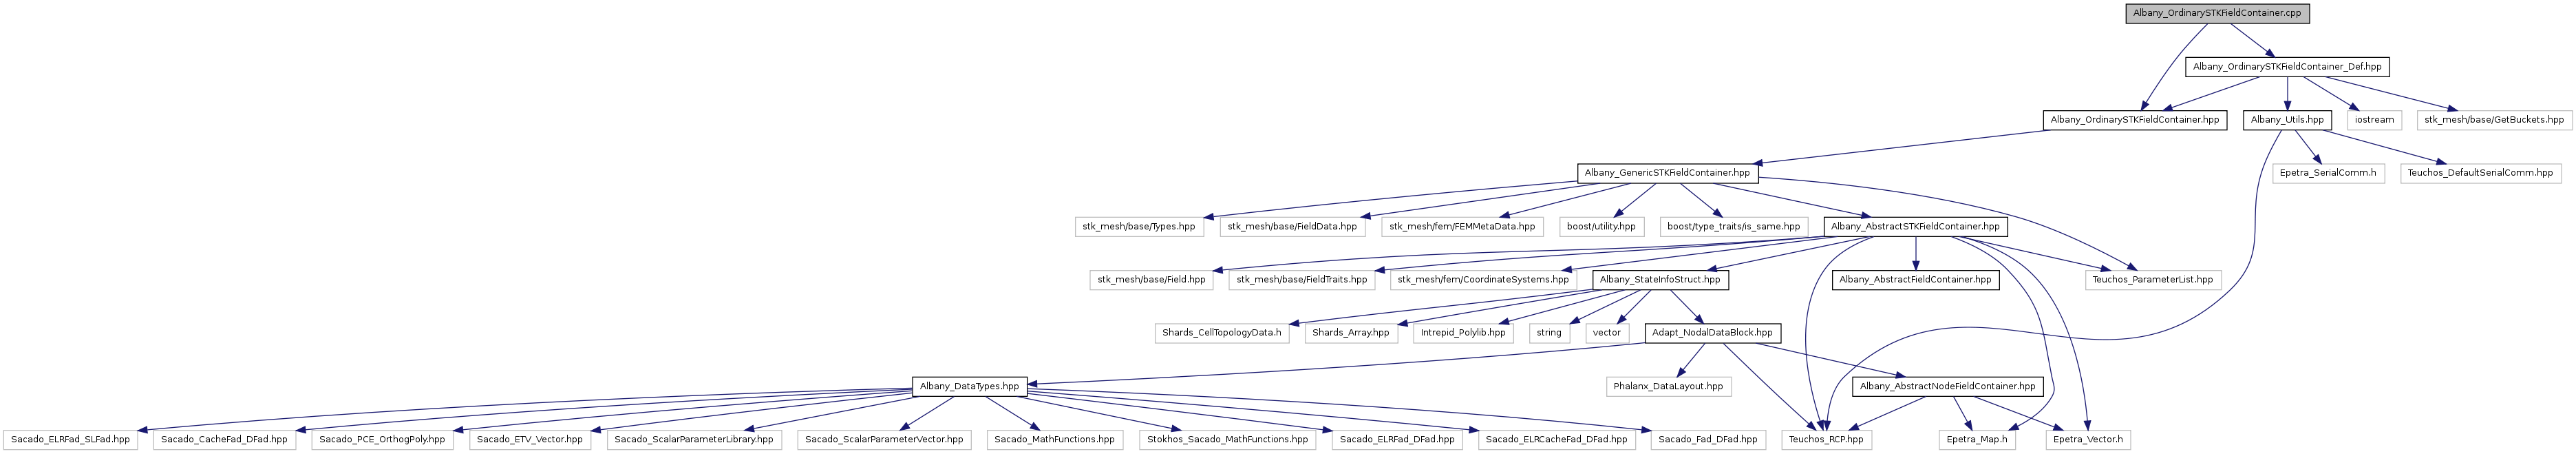 Albany_OrdinarySTKFieldContainer.cpp
Albany_OrdinarySTKFieldContainer_Def.hpp
Albany_OrdinarySTKFieldContainer.hpp
Albany_Utils.hpp
iostream
stk_mesh/base/GetBuckets.hpp
Albany_GenericSTKFieldContainer.hpp
Epetra_SerialComm.h
Teuchos_DefaultSerialComm.hpp
stk_mesh/base/Types.hpp
stk_mesh/base/FieldData.hpp
stk_mesh/fem/FEMMetaData.hpp
boost/utility.hpp
boost/type_traits/is_same.hpp
Albany_AbstractSTKFieldContainer.hpp
stk_mesh/base/Field.hpp
stk_mesh/base/FieldTraits.hpp
stk_mesh/fem/CoordinateSystems.hpp
Albany_StateInfoStruct.hpp
Albany_AbstractFieldContainer.hpp
Teuchos_ParameterList.hpp
Shards_CellTopologyData.h
Shards_Array.hpp
Intrepid_Polylib.hpp
string
vector
Adapt_NodalDataBlock.hpp
Albany_DataTypes.hpp
Phalanx_DataLayout.hpp
Albany_AbstractNodeFieldContainer.hpp
Sacado_ELRFad_SLFad.hpp
Sacado_CacheFad_DFad.hpp
Sacado_PCE_OrthogPoly.hpp
Sacado_ETV_Vector.hpp
Sacado_ScalarParameterLibrary.hpp
Sacado_ScalarParameterVector.hpp
Sacado_MathFunctions.hpp
Stokhos_Sacado_MathFunctions.hpp
Sacado_ELRFad_DFad.hpp
Sacado_ELRCacheFad_DFad.hpp
Sacado_Fad_DFad.hpp
Teuchos_RCP.hpp
Epetra_Map.h
Epetra_Vector.h